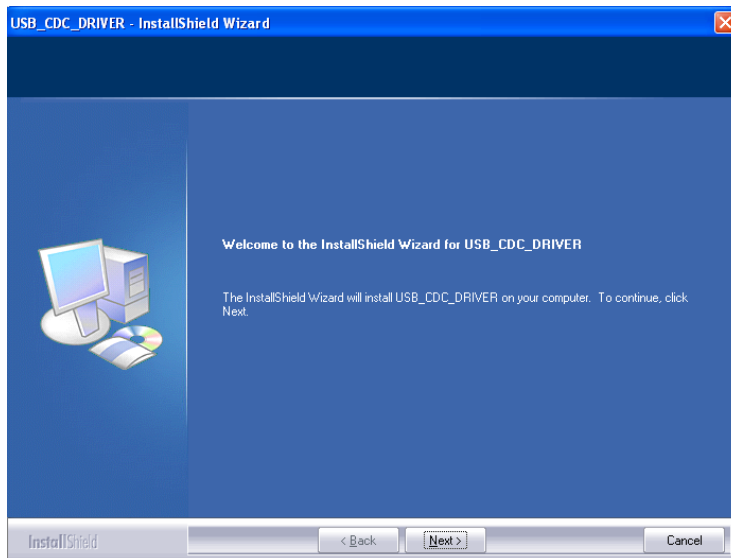 USB_CDC_DRIVER - InstallShield Wizard
Welcome to the InstallShield Wizard for USB_CDC_DRIVER
The InstallShield Wizard will install USB_CDC_DRIVER on your computer. To continue, click
Next.
InstallShield
< Back
Next >
Cancel